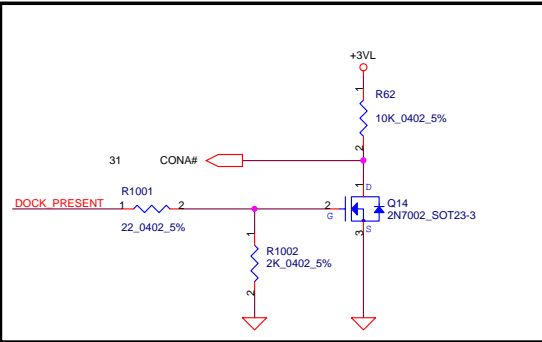 +3VL
1
R62
10K_0402_5%
2
31 CONA#
R1001
DOCK_PRESENT 1 2
22_0402_5%
1
R1002
2K_0402_5%
2
1 D
2 G
Q14
2N7002_SOT23-3
3 S